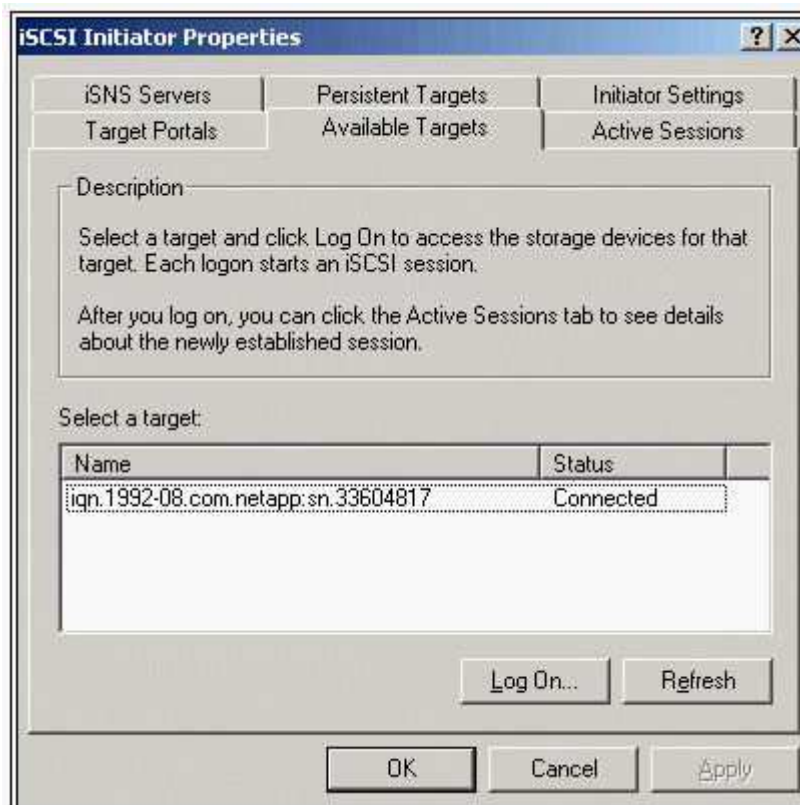 iSCSI Initiator Properties
iSNS Servers Persistent Targets Initiator Settings
Target Portals Available Targets Active Sessions
Description
Select a target and click Log On to access the storage devices for that
target. Each logon starts an iSCSI session.
After you log on, you can click the Active Sessions tab to see details
about the newly established session.
Select a target:
Name Status
iqn.1992-08.com.netapp:sn.33604817 Connected
Log On... Refresh
OK Cancel Apply